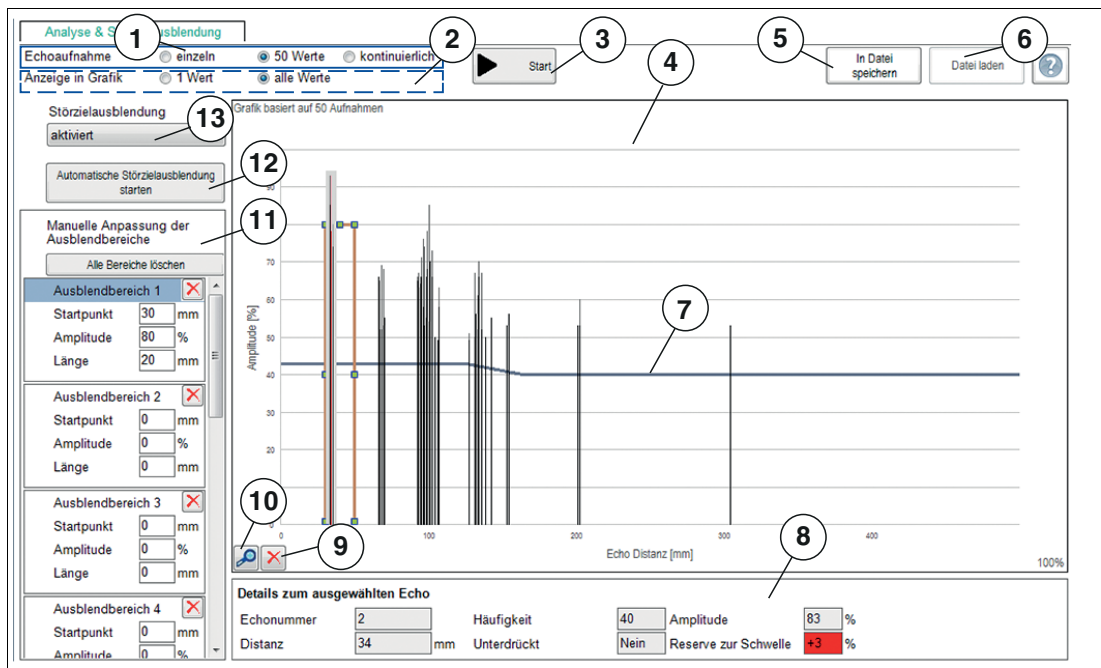 Analyse & S ausblendung
1
2
3
4
5
6
Echoaufnahme einzeln 50 Werte kontinuierlich
Anzeige in Grafik 1 Wert alle Werte
Start
In Datei
speichern
Datei laden
?
Störzielausblendung
aktiviert
13
Automatische Störzielausblendung
starten
12
11
Manuelle Anpassung der
Ausblendbereiche
Alle Bereiche löschen
Ausblendbereich 1
Startpunkt 30 mm
Amplitude 80 %
Länge 20 mm
Ausblendbereich 2
Startpunkt 0 mm
Amplitude 0 %
Länge 0 mm
Ausblendbereich 3
Startpunkt 0 mm
Amplitude 0 %
Länge 0 mm
Ausblendbereich 4
Startpunkt 0 mm
Amplitude 0 %
Grafik basiert auf 50 Aufnahmen
Amplitude [%]
90
70
60
50
40
30
20
0
7
10
9
8
0 100 200 300 400
Echo Distanz [mm]
100%
Details zum ausgewählten Echo
Echonummer 2 Häufigkeit 40 Amplitude 83 %
Distanz 34 mm Unterdrückt Nein Reserve zur Schwelle +3 %